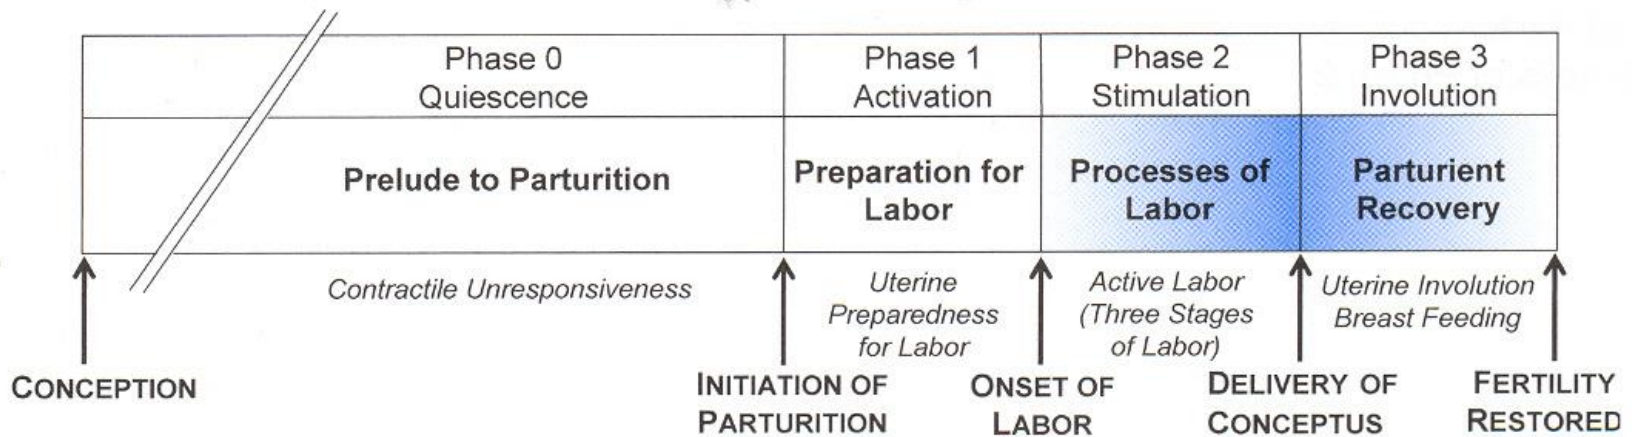 Phase 0
Quiescence
Phase 1
Activation
Phase 2
Stimulation
Phase 3
Involution
Prelude to Parturition
Preparation for
Labor
Processes of
Labor
Parturient
Recovery
Contractile Unresponsiveness
Uterine
Preparedness
for Labor
Active Labor
(Three Stages
of Labor)
Uterine Involution
Breast Feeding
CONCEPTION
INITIATION OF
PARTURITION
ONSET OF
LABOR
DELIVERY OF
CONCEPTUS
FERTILITY
RESTORED